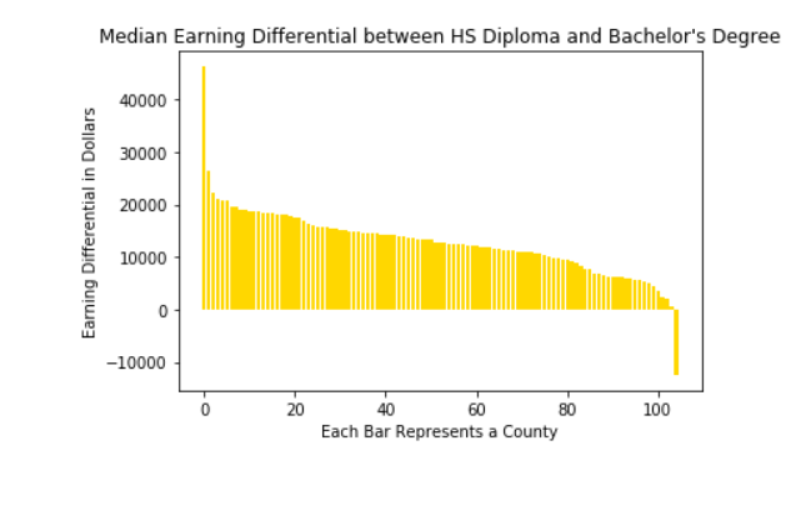 Median Earning Differential between HS Diploma and Bachelor's Degree
Earning Differential in Dollars
40000
30000
20000
10000
0
−10000
0 20 40 60 80 100
Each Bar Represents a County